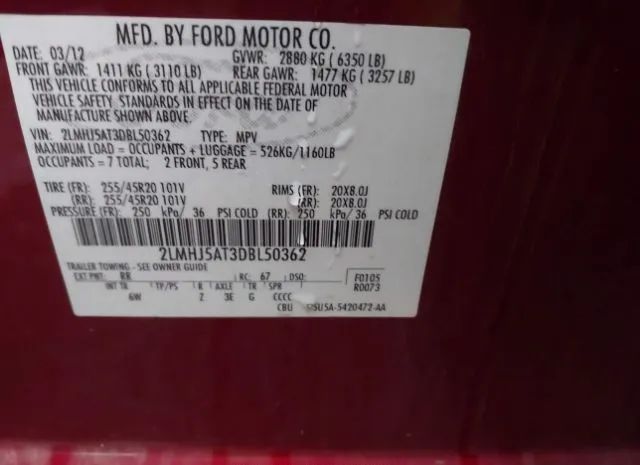 MFD. BY FORD MOTOR CO.
DATE: 03/12 GVWR: 2880 KG ( 6350 LB)
FRONT GAWR: 1411 KG ( 3110 LB) REAR GAWR: 1477 KG ( 3257 LB)
THIS VEHICLE CONFORMS TO ALL APPLICABLE FEDERAL MOTOR
VEHICLE SAFETY STANDARDS IN EFFECT ON THE DATE OF
MANUFACTURE SHOWN ABOVE.
VIN: 2LMHJ5AT3DBL50362 TYPE: MPV
MAXIMUM LOAD = OCCUPANTS + LUGGAGE = 526KG/1160LB
OCCUPANTS = 7 TOTAL; 2 FRONT, 5 REAR
TIRE (FR): 255/45R20 101V RIMS (FR): 20X8.0J
(RR): 255/45R20 101V (RR): 20X8.0J
PRESSURE (FR): 250 kPa/ 36 PSI COLD (RR): 250 kPa/ 36 PSI COLD
2LMHJ5AT3DBL50362
TRAILER TOWING - SEE OWNER GUIDE
EXT PNT: RR RC: 67 DSO: F0105
INT TR TP/PS R AXLE TR SPR R0073
6W Z 3E G CCCC
CBU 5U5A-5420472-AA